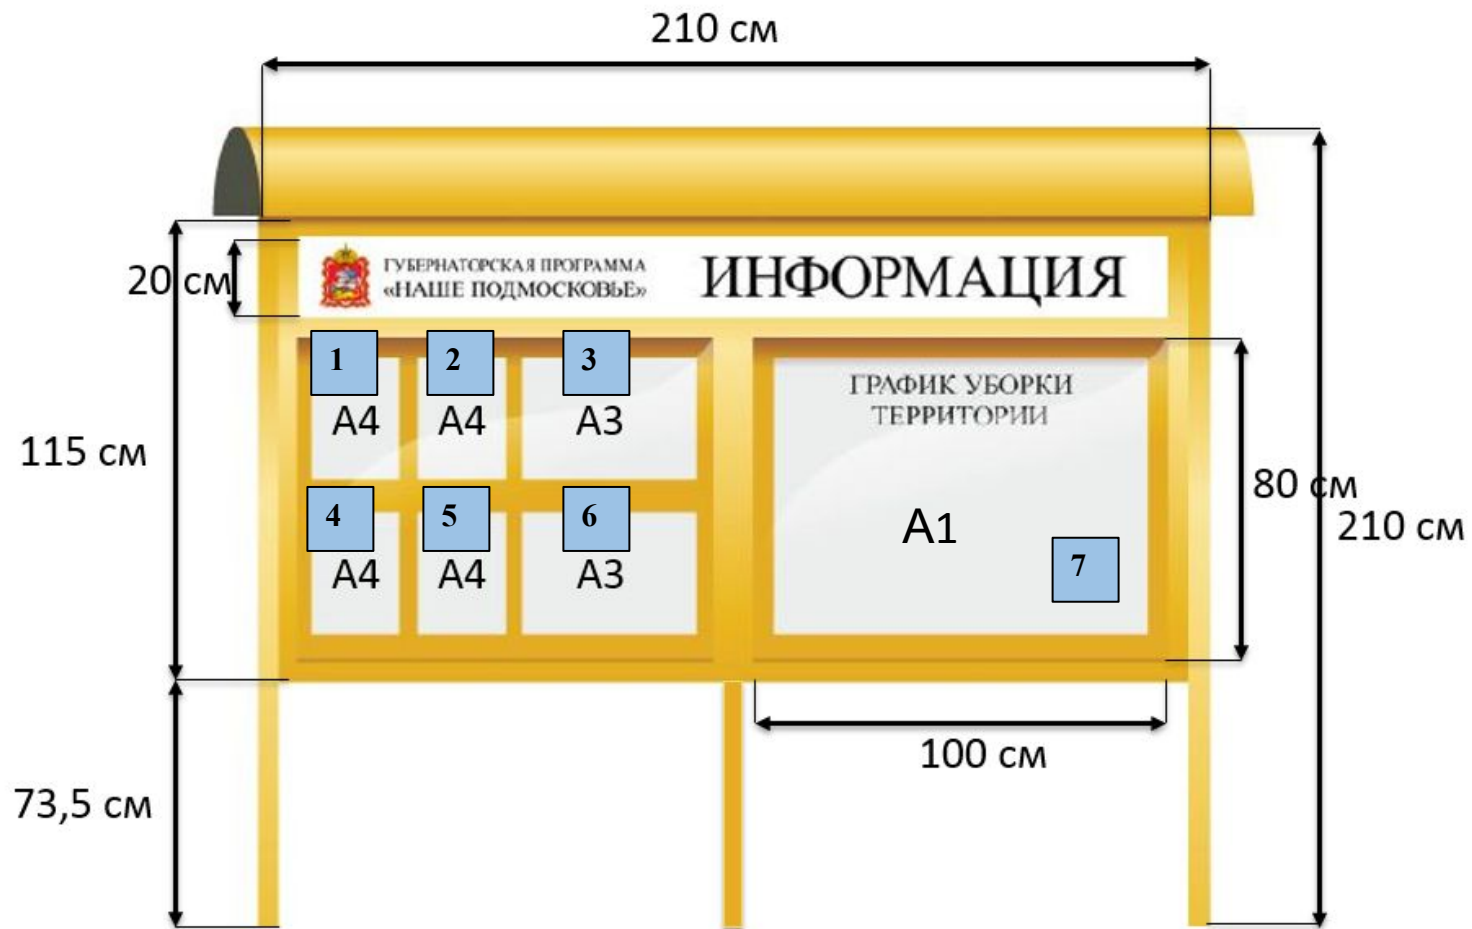 210 см
20 см
ГУБЕРНАТОРСКАЯ ПРОГРАММА
«НАШЕ ПОДМОСКОВЬЕ»
ИНФОРМАЦИЯ
1
2
3
А4
А4
А3
ГРАФИК УБОРКИ
ТЕРРИТОРИИ
115 см
80 см
210 см
4
5
6
А4
А4
А3
А1
7
100 см
73,5 см